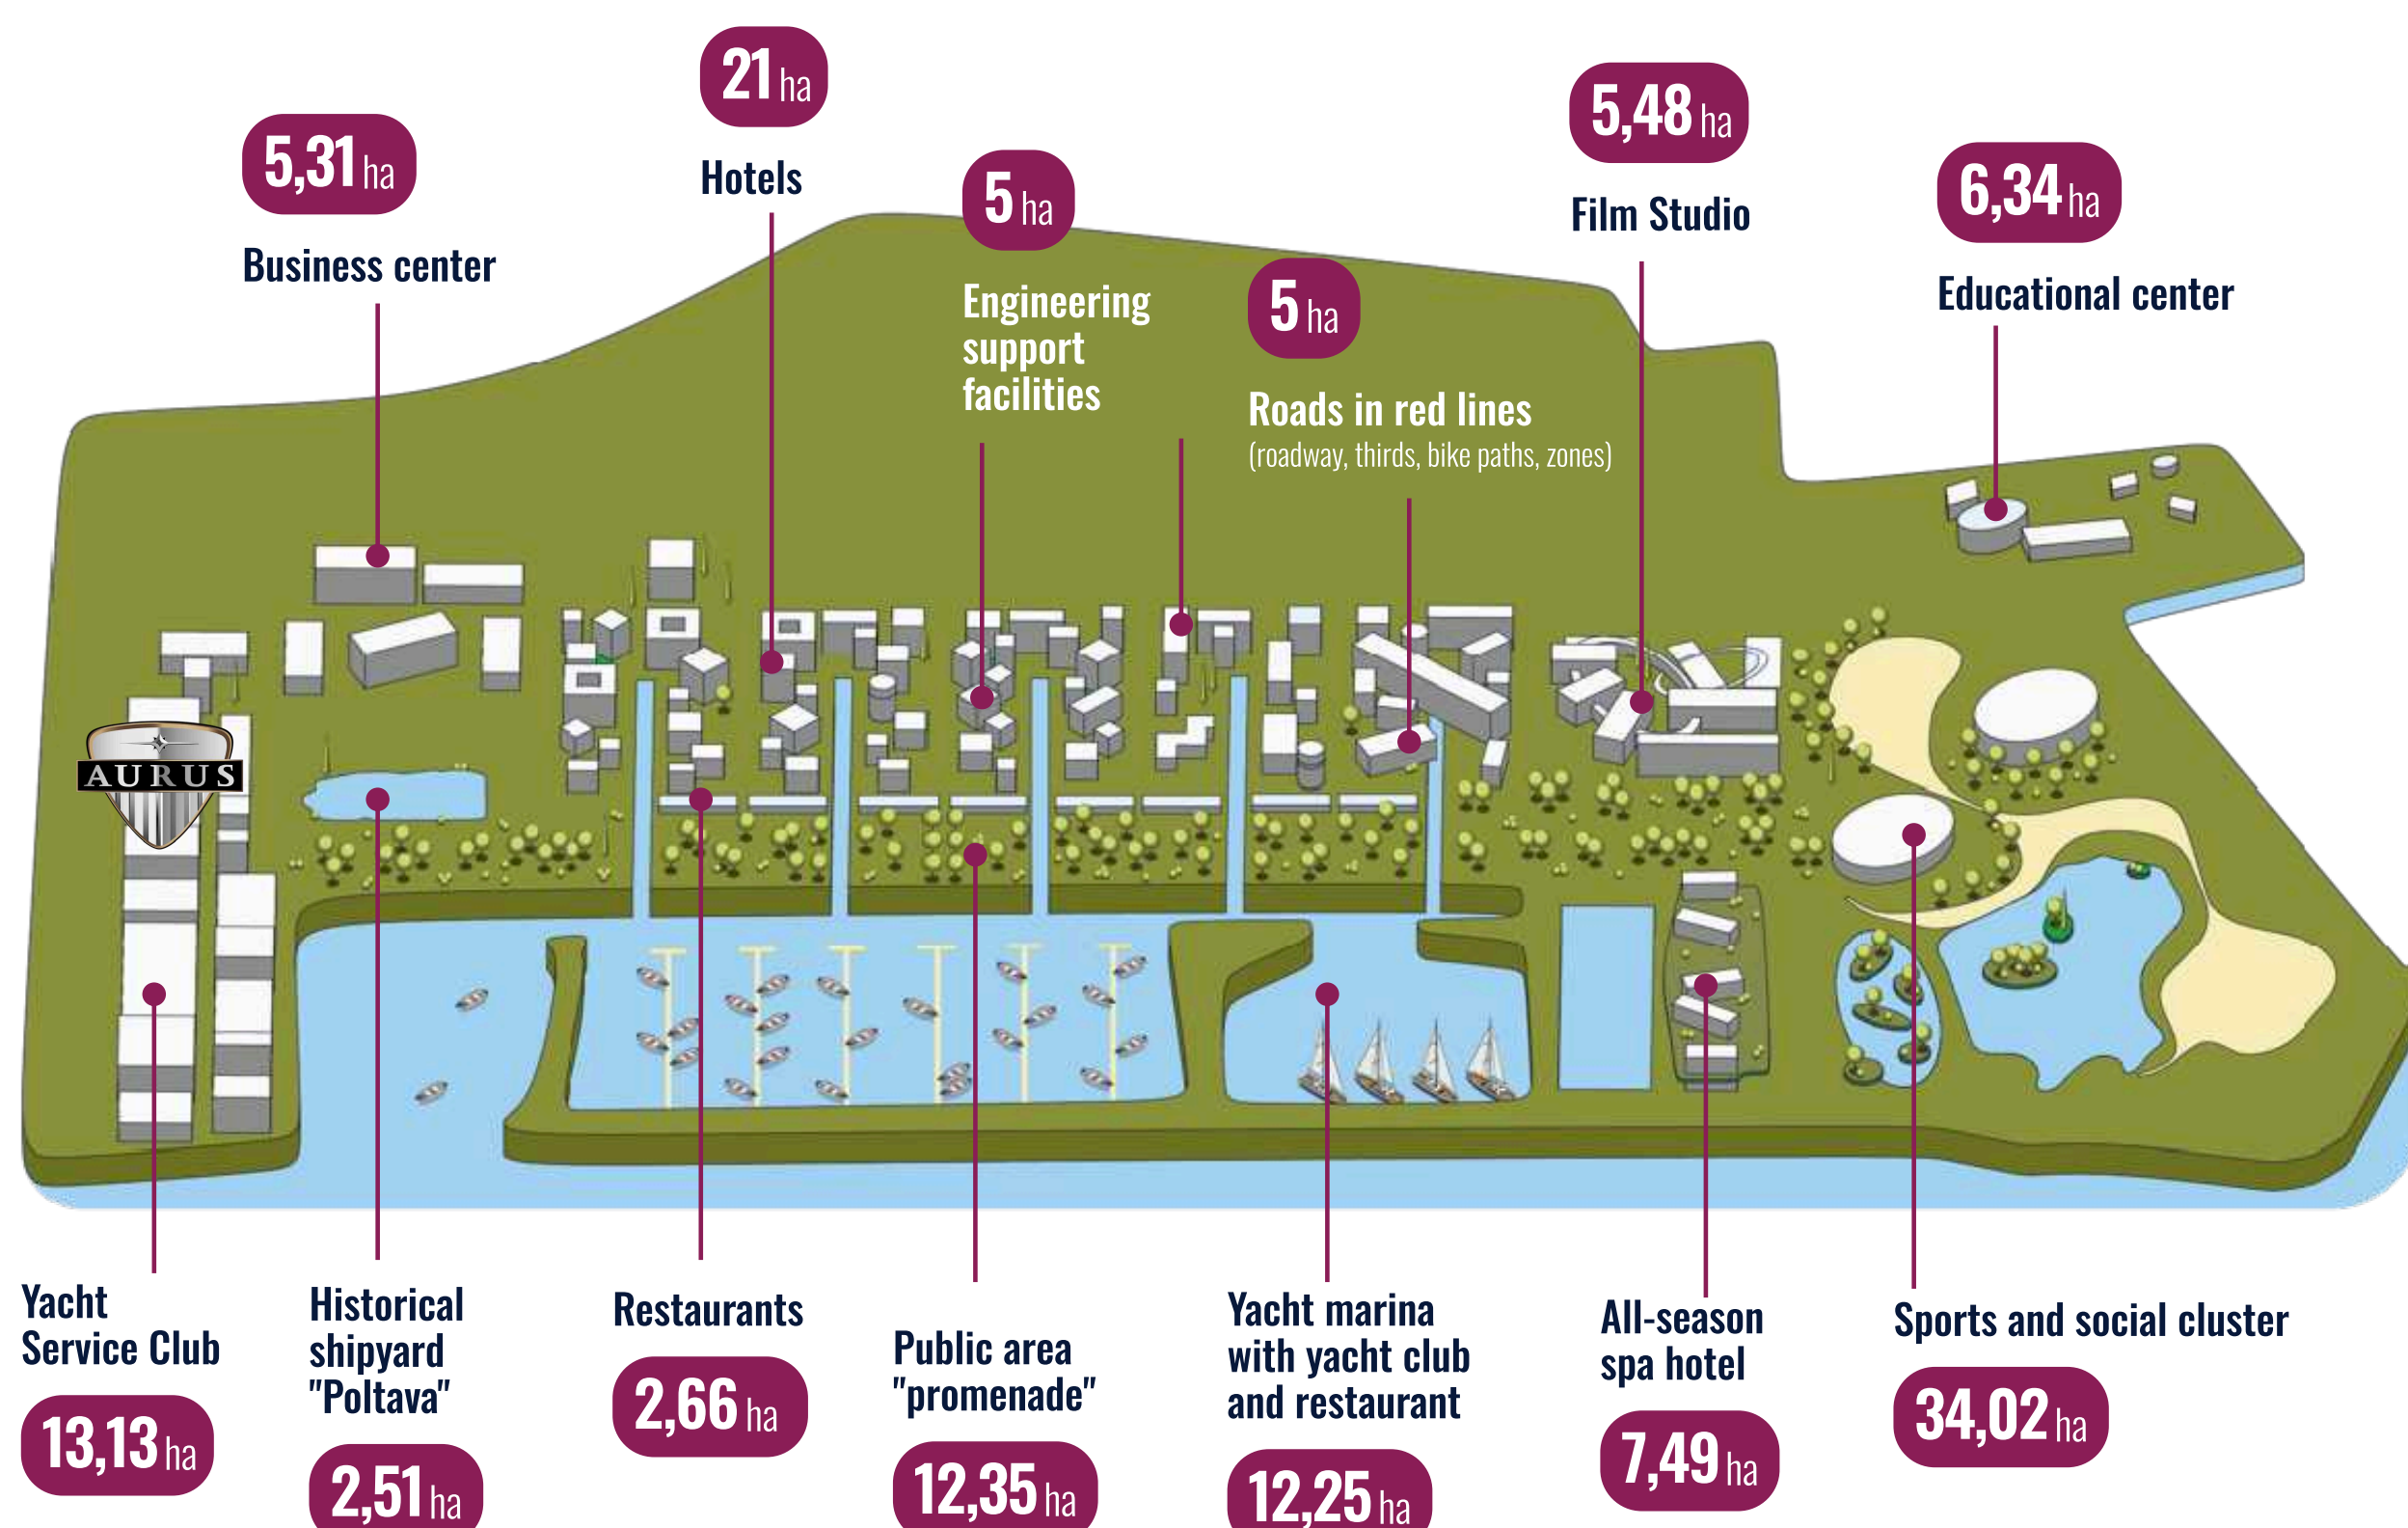 21 ha
Hotels
5,48 ha
Film Studio
5,31 ha
Business center
6,34 ha
Educational center
5 ha
Engineering
support
facilities
5 ha
Roads in red lines
(roadway, thirds, bike paths, zones)
AURUS
Yacht
Service Club
13,13 ha
Historical
shipyard
"Poltava"
2,51 ha
Restaurants
2,66 ha
Public area
"promenade"
12,35 ha
Yacht marina
with yacht club
and restaurant
12,25 ha
All-season
spa hotel
7,49 ha
Sports and social cluster
34,02 ha